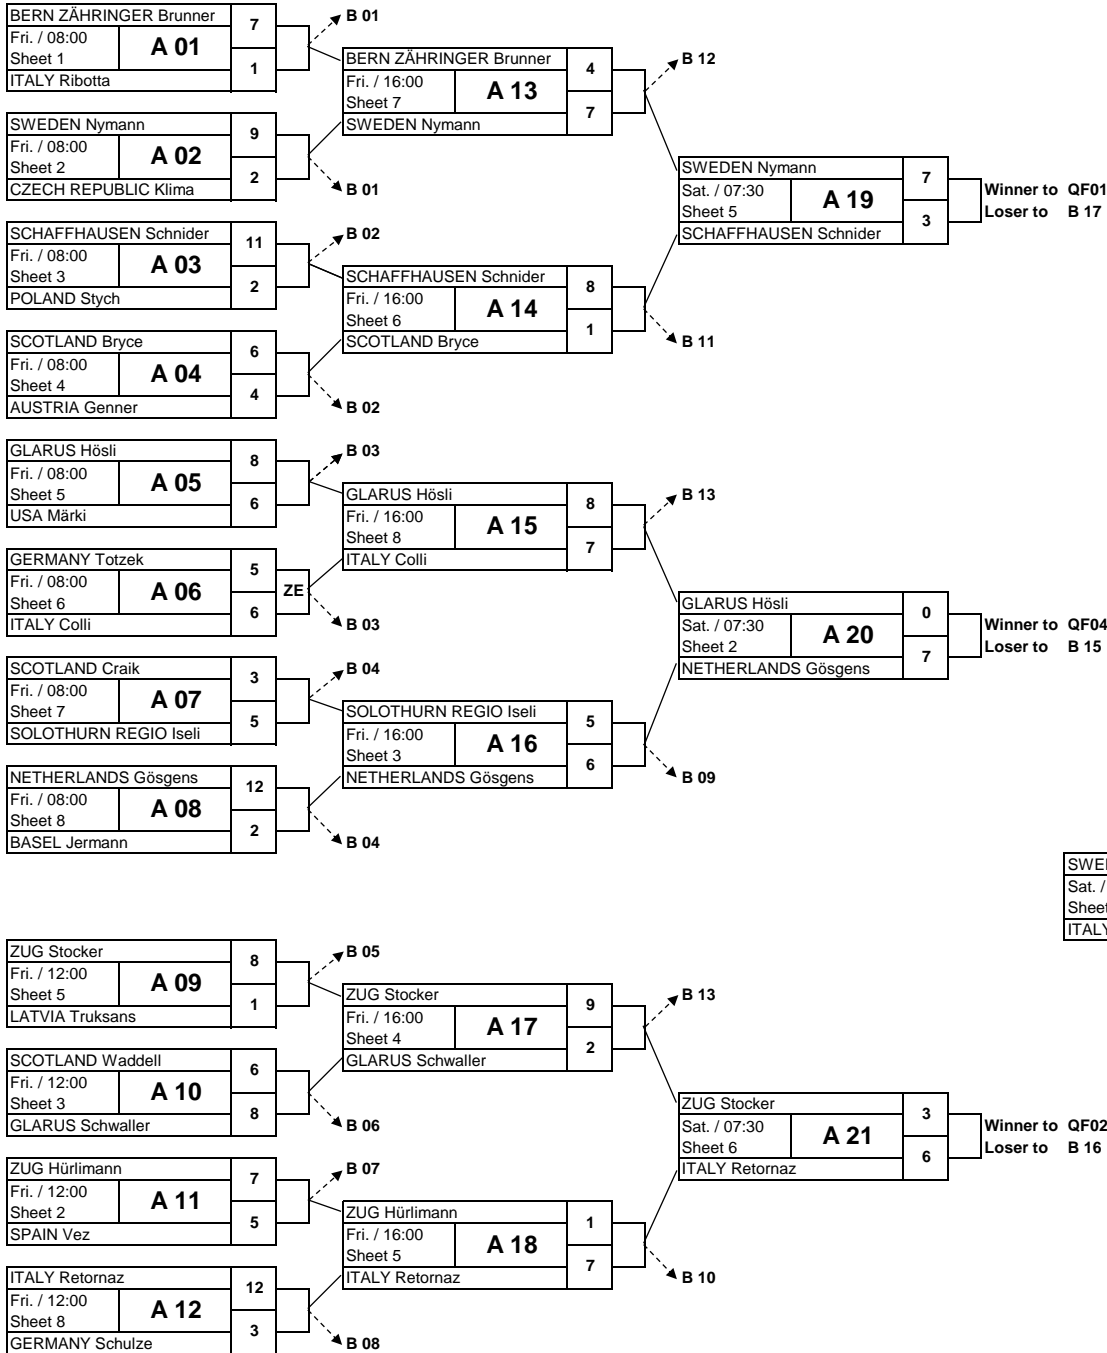 BERN ZÄHRINGER Brunner 7
Fri. / 08:00
Sheet 1
A 01
1
ITALY Ribotta
B 01
SWEDEN Nymann 9
Fri. / 08:00
Sheet 2
A 02
2
CZECH REPUBLIC Klima
B 01
SCHAFFHAUSEN Schnider 11
Fri. / 08:00
Sheet 3
A 03
2
POLAND Stych
B 02
SCOTLAND Bryce 6
Fri. / 08:00
Sheet 4
A 04
4
AUSTRIA Genner
B 02
GLARUS Hösli 8
Fri. / 08:00
Sheet 5
A 05
6
USA Märki
B 03
GERMANY Totzek 5
Fri. / 08:00
Sheet 6
A 06
6
ZE
ITALY Colli
B 03
SCOTLAND Craik 3
Fri. / 08:00
Sheet 7
A 07
5
SOLOTHURN REGIO Iseli
B 04
NETHERLANDS Gösgens 12
Fri. / 08:00
Sheet 8
A 08
2
BASEL Jermann
B 04
ZUG Stocker 8
Fri. / 12:00
Sheet 5
A 09
1
LATVIA Truksans
B 05
SCOTLAND Waddell 6
Fri. / 12:00
Sheet 3
A 10
8
GLARUS Schwaller
B 06
ZUG Hürlimann 7
Fri. / 12:00
Sheet 2
A 11
5
SPAIN Vez
B 07
ITALY Retornaz 12
Fri. / 12:00
Sheet 8
A 12
3
GERMANY Schulze
B 08
BERN ZÄHRINGER Brunner 4
Fri. / 16:00
Sheet 7
A 13
7
SWEDEN Nymann
B 12
SCHAFFHAUSEN Schnider 8
Fri. / 16:00
Sheet 6
A 14
1
SCOTLAND Bryce
B 11
GLARUS Hösli 8
Fri. / 16:00
Sheet 8
A 15
7
ITALY Colli
B 13
SOLOTHURN REGIO Iseli 5
Fri. / 16:00
Sheet 3
A 16
6
NETHERLANDS Gösgens
B 09
ZUG Stocker 9
Fri. / 16:00
Sheet 4
A 17
2
GLARUS Schwaller
B 13
ZUG Hürlimann 1
Fri. / 16:00
Sheet 5
A 18
7
ITALY Retornaz
B 10
SWEDEN Nymann 7
Sat. / 07:30
Sheet 5
A 19
3
SCHAFFHAUSEN Schnider
Winner to QF01
Loser to B 17
GLARUS Hösli 0
Sat. / 07:30
Sheet 2
A 20
7
NETHERLANDS Gösgens
Winner to QF04
Loser to B 15
ZUG Stocker 3
Sat. / 07:30
Sheet 6
A 21
6
ITALY Retornaz
Winner to QF02
Loser to B 16
Sat. /